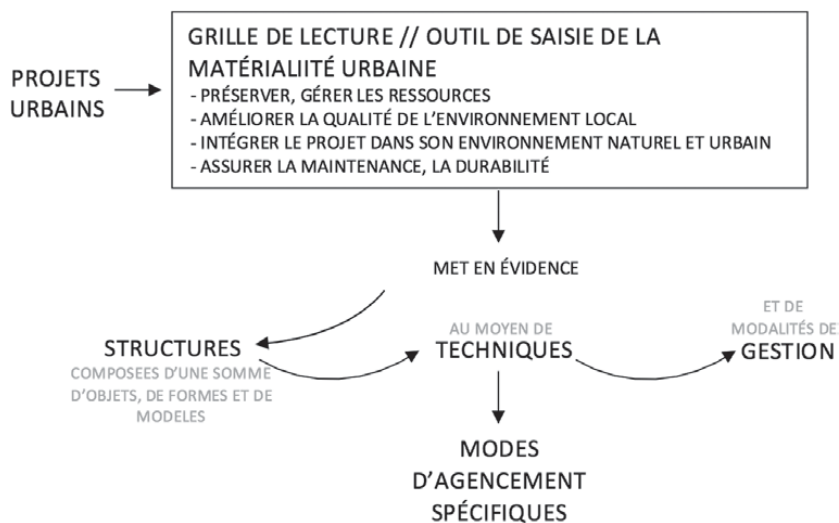 PROJETS
URBAINS
GRILLE DE LECTURE // OUTIL DE SAISIE DE LA
MATÉRIALIITÉ URBAINE
- PRÉSERVER, GÉRER LES RESSOURCES
- AMÉLIORER LA QUALITÉ DE L'ENVIRONMENT LOCAL
- INTÉGRER LE PROJET DANS SON ENVIRONMENT NATUREL ET URBAIN
- ASSURER LA MAINTENANCE, LA DURABILITÉ
MET EN ÉVIDENCE
STRUCTURES
COMPOSEES D'UNE SOMME
D'OBJETS, DE FORMES ET DE
MODELES
AU MOYEN DE
TECHNIQUES
ET DE
MODALITÉS DE
GESTION
MODES
D'AGENCEMENT
SPÉCIFIQUES